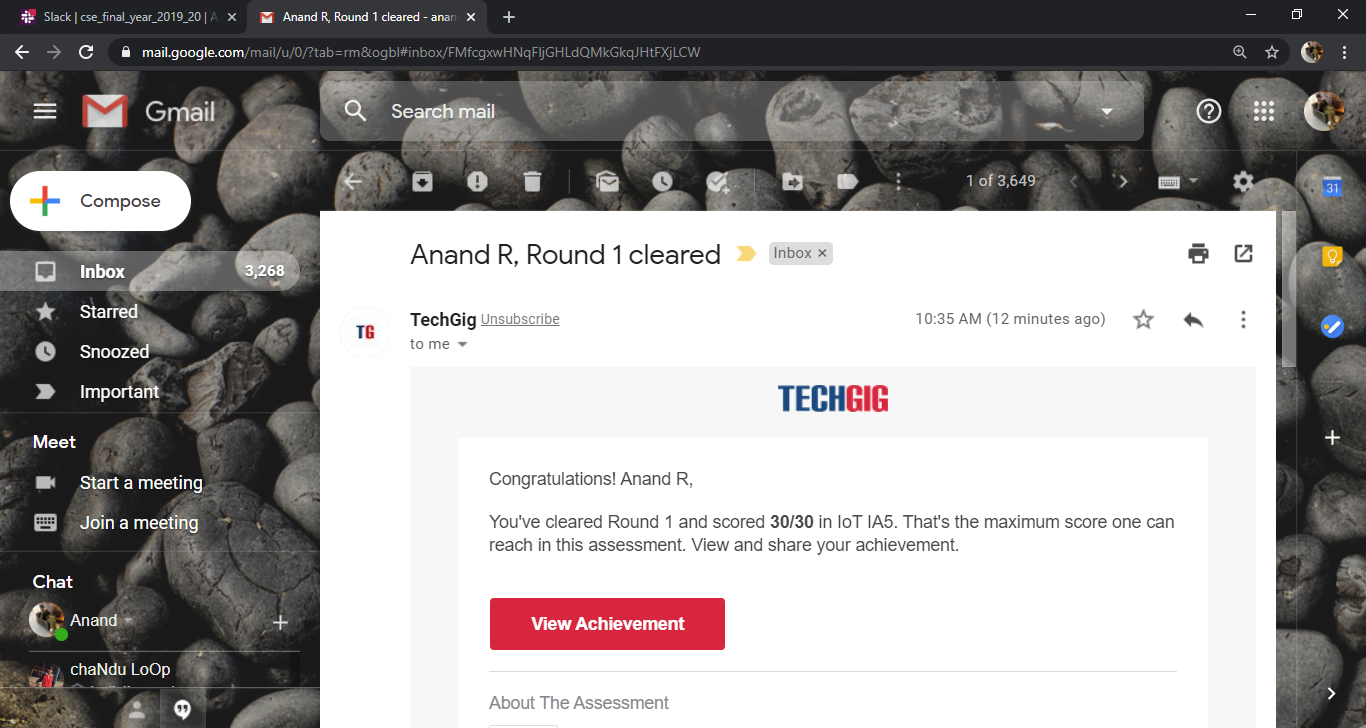 Slack | cse_final_year_2019_20 | A
Anand R, Round 1 cleared - anan
mail.google.com/mail/u/0/?tab=rm&ogbl#inbox/FMfcgxwHNqFljGHLdQMkGkqJHtFXjLCW
Gmail
Search mail
Compose
1 of 3,649
31
Inbox 3,268
Starred
Snoozed
Important
Meet
Start a meeting
Join a meeting
Chat
Anand
chaNdu LoOp
Anand R, Round 1 cleared
Inbox
TG
TechGig Unsubscribe
10:35 AM (12 minutes ago)
to me
TECHGIG
Congratulations! Anand R,
You've cleared Round 1 and scored 30/30 in IoT IA5. That's the maximum score one can
reach in this assessment. View and share your achievement.
View Achievement
About The Assessment